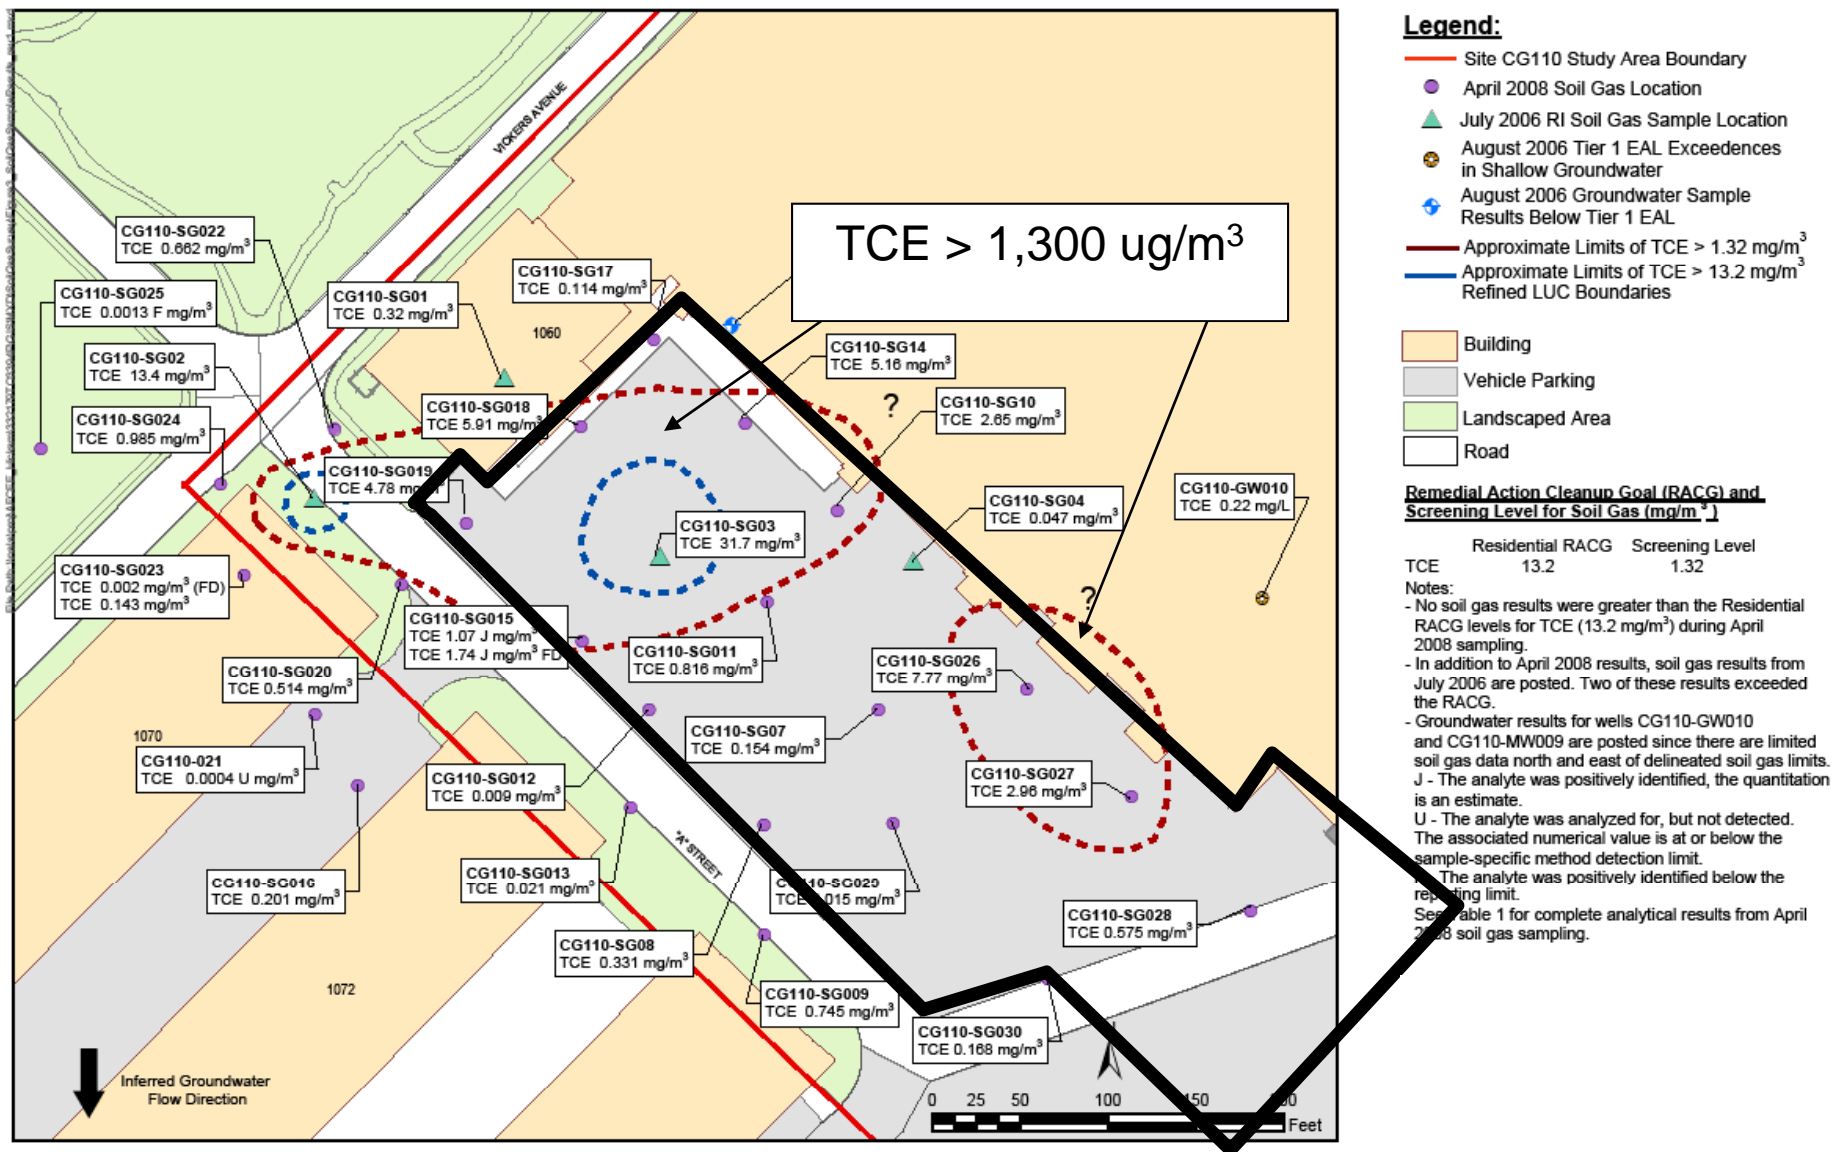 VICKERS AVENUE
CG110-SG022
TCE 0.662 mg/m³
CG110-SG025
TCE 0.0013 F mg/m³
CG110-SG02
TCE 13.4 mg/m³
CG110-SG024
TCE 0.985 mg/m³
CG110-SG01
TCE 0.32 mg/m³
CG110-SG17
TCE 0.114 mg/m³
1060
TCE > 1,300 ug/m³
CG110-SG14
TCE 5.16 mg/m³
CG110-SG018
TCE 5.91 mg/m³
CG110-SG10
TCE 2.65 mg/m³
?
CG110-SG019
TCE 4.78 mg/m³
CG110-SG03
TCE 31.7 mg/m³
CG110-SG04
TCE 0.047 mg/m³
CG110-GW010
TCE 0.22 mg/L
CG110-SG023
TCE 0.002 mg/m³ (FD)
TCE 0.143 mg/m³
?
CG110-SG015
TCE 1.07 J mg/m³
TCE 1.74 J mg/m³ FD
CG110-SG011
TCE 0.816 mg/m³
CG110-SG026
TCE 7.77 mg/m³
CG110-SG020
TCE 0.514 mg/m³
1070
CG110-021
TCE 0.0004 U mg/m³
CG110-SG07
TCE 0.154 mg/m³
CG110-SG012
TCE 0.009 mg/m³
CG110-SG027
TCE 2.96 mg/m³
"A" STREET
CG110-SG016
TCE 0.201 mg/m³
CG110-SG013
TCE 0.021 mg/m³
CG110-SG029
.015 mg/m³
CG110-SG028
TCE 0.575 mg/m³
CG110-SG08
TCE 0.331 mg/m³
1072
CG110-SG009
TCE 0.745 mg/m³
CG110-SG030
TCE 0.168 mg/m³
Inferred Groundwater
Flow Direction
0 25 50 100 150 200
Feet
Legend:
Site CG110 Study Area Boundary
April 2008 Soil Gas Location
July 2006 RI Soil Gas Sample Location
August 2006 Tier 1 EAL Exceedences
in Shallow Groundwater
August 2006 Groundwater Sample
Results Below Tier 1 EAL
Approximate Limits of TCE > 1.32 mg/m³
Approximate Limits of TCE > 13.2 mg/m³
Refined LUC Boundaries
Building
Vehicle Parking
Landscaped Area
Road
Remedial Action Cleanup Goal (RACG) and
Screening Level for Soil Gas (mg/m³)
Residential RACG Screening Level
TCE 13.2 1.32
Notes:
- No soil gas results were greater than the Residential
RACG levels for TCE (13.2 mg/m³) during April
2008 sampling.
- In addition to April 2008 results, soil gas results from
July 2006 are posted. Two of these results exceeded
the RACG.
- Groundwater results for wells CG110-GW010
and CG110-MW009 are posted since there are limited
soil gas data north and east of delineated soil gas limits.
J - The analyte was positively identified, the quantitation
is an estimate.
U - The analyte was analyzed for, but not detected.
The associated numerical value is at or below the
sample-specific method detection limit.
The analyte was positively identified below the
reporting limit.
See Table 1 for complete analytical results from April
2008 soil gas sampling.